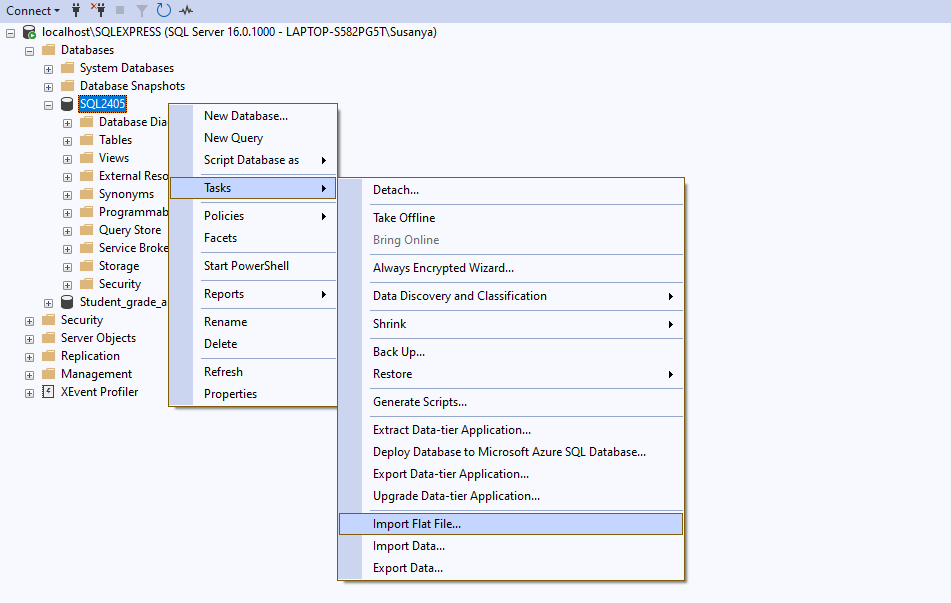 Connect
localhost\SQLEXPRESS (SQL Server 16.0.1000 - LAPTOP-S582PG5T\Susanya)
Databases
System Databases
Database Snapshots
SQL2405
Database Dia
Tables
Views
External Reso
Synonyms
Programmab
Query Store
Service Broke
Storage
Security
Student_grade_a
Security
Server Objects
Replication
Management
XEvent Profiler
New Database...
New Query
Script Database as
Tasks
Policies
Facets
Start PowerShell
Reports
Rename
Delete
Refresh
Properties
Detach...
Take Offline
Bring Online
Always Encrypted Wizard...
Data Discovery and Classification
Shrink
Back Up...
Restore
Generate Scripts...
Extract Data-tier Application...
Deploy Database to Microsoft Azure SQL Database...
Export Data-tier Application...
Upgrade Data-tier Application...
Import Flat File...
Import Data...
Export Data...